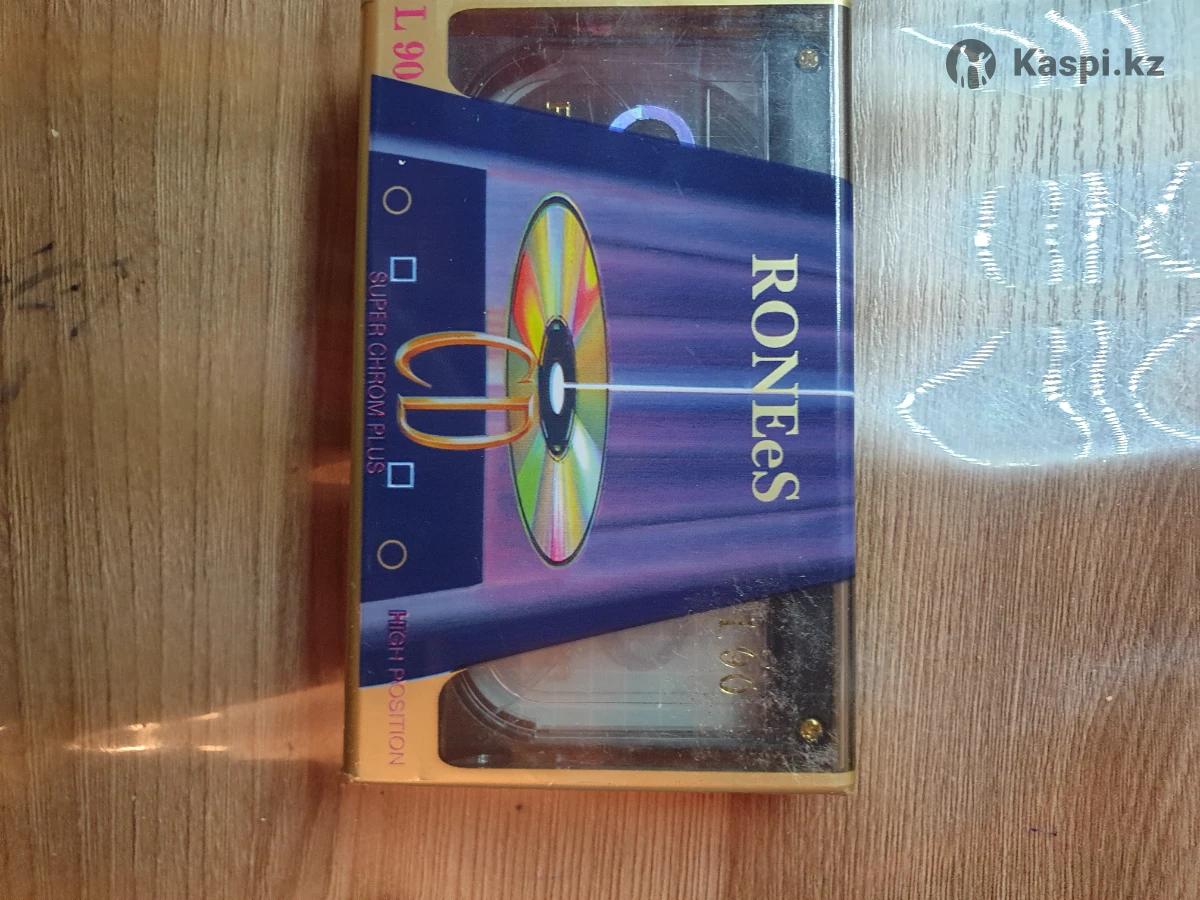 Kaspi.kz
L 90
RONEeS
CD
SUPER CHROM PLUS
HIGH POSITION
L 90